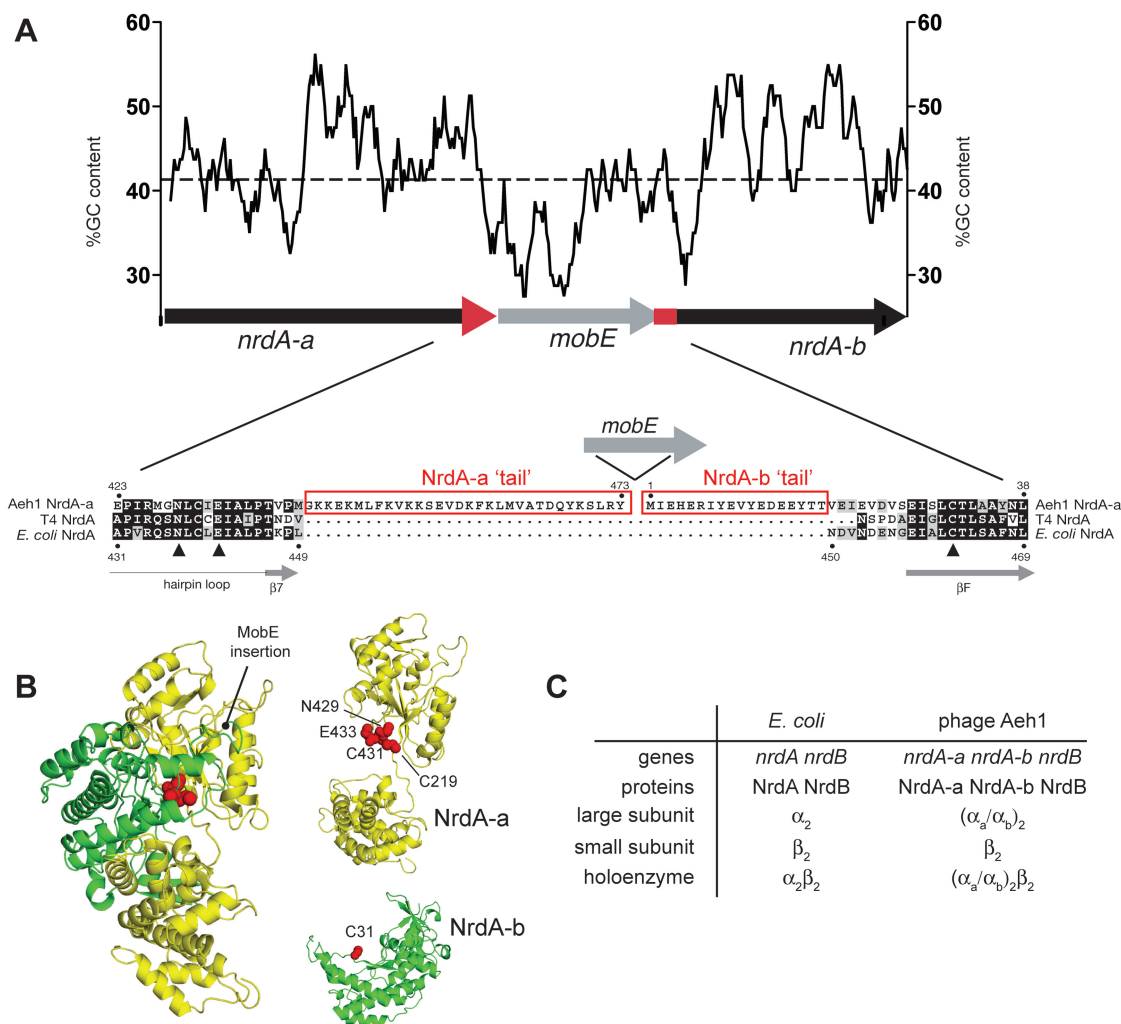 A
60
50
40
30
%GC content
60
50
40
30
%GC content
nrdA-a
mobE
nrdA-b
mobE
NrdA-a 'tail'
NrdA-b 'tail'
423
473
1
38
Aeh1 NrdA-a EPIRMGNLCIEIALPTVPMGKKEKMLFKVKKSEVDKFKLMVATDQYKSLRY MIEHERIYEVYEDEEYTTVEIEVDVSEISLCTLAAYNL Aeh1 NrdA-a
T4 NrdA APIRQSNLCCEIAIPTNDV....................................................NSPDAEIGLCTLSAFVL T4 NrdA
E. coli NrdA APVRQSNLCLEIALPTKPL.................................................NDVNDENGEIALCTLSAFNL E. coli NrdA
431
449
450
469
hairpin loop
β7
βF
B
MobE
insertion
N429
E433
C431
C219
NrdA-a
C31
NrdA-b
C
E. coli phage Aeh1
genes nrdA nrdB nrdA-a nrdA-b nrdB
proteins NrdA NrdB NrdA-a NrdA-b NrdB
large subunit α2 (αa/αb)2
small subunit β2 β2
holoenzyme α2β2 (αa/αb)2β2